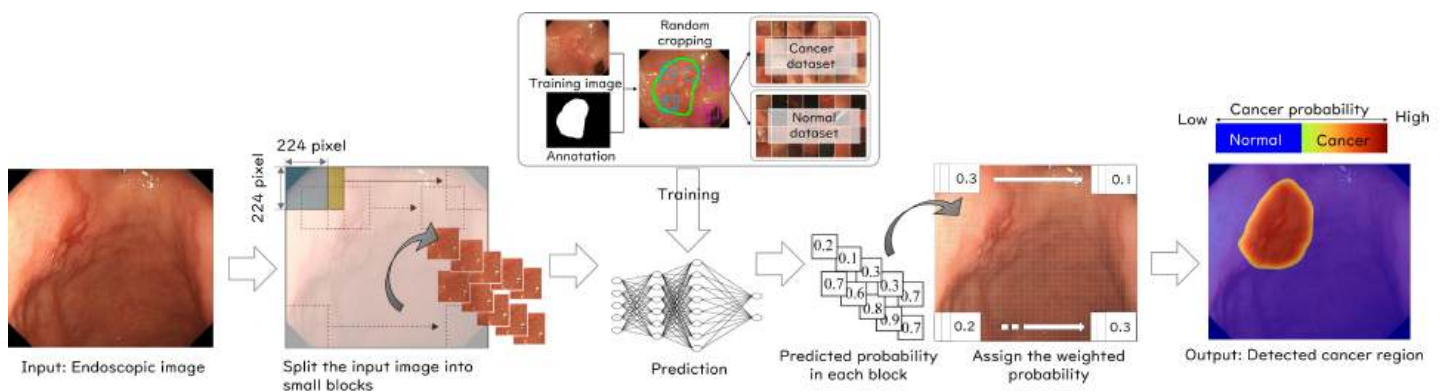 Random
cropping
Cancer
dataset
Training image
Normal
dataset
Annotation
Training
224 pixel
224 pixel
Input: Endoscopic image
Split the input image into
small blocks
Prediction
0.2
0.1
0.3
0.3
0.7
0.7
0.6
0.8
0.9
0.7
Predicted probability
in each block
0.3
0.1
0.2
0.3
Assign the weighted
probability
Cancer probability
Low
High
Normal
Cancer
Output: Detected cancer region